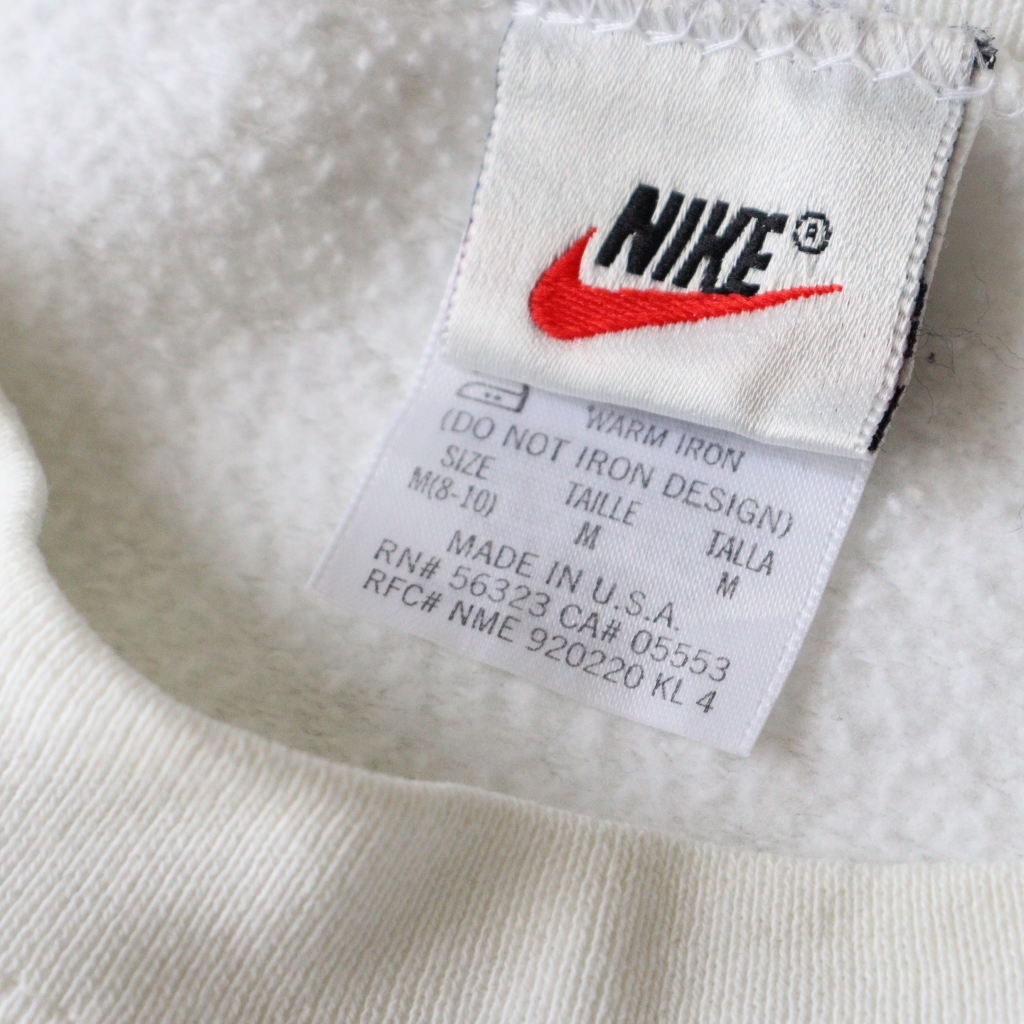 NIKE®
WARM IRON
(DO NOT IRON DESIGN)
SIZE TAILLE TALLA
M(8-10) M M
MADE IN U.S.A.
RN# 56323 CA# 05553
RFC# NME 920220 KL 4